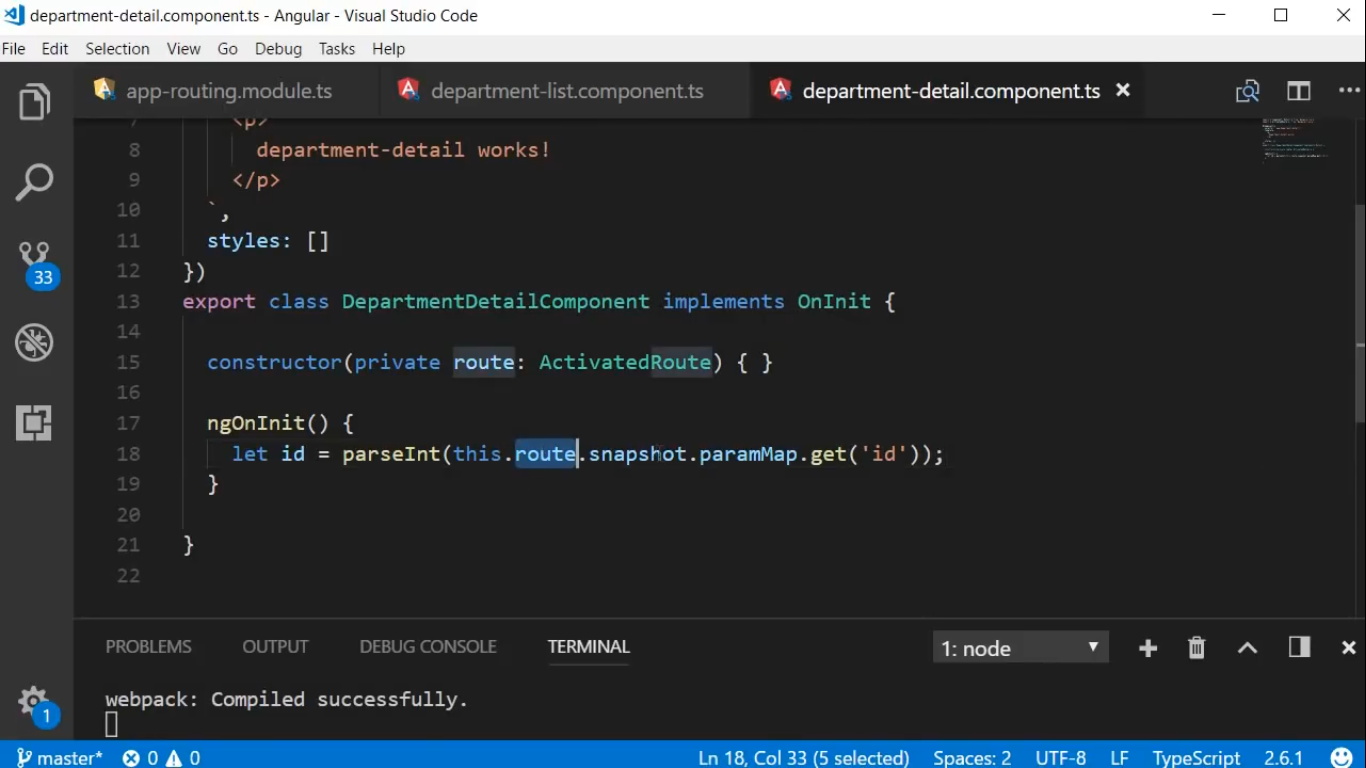 department-detail.component.ts - Angular - Visual Studio Code
File Edit Selection View Go Debug Tasks Help
app-routing.module.ts department-list.component.ts department-detail.component.ts
7 <p>
8 department-detail works!
9 </p>
10 `,
11 styles: []
12 })
13 export class DepartmentDetailComponent implements OnInit {
14
15 constructor(private route: ActivatedRoute) { }
16
17 ngOnInit() {
18 let id = parseInt(this.route.snapshot.paramMap.get('id'));
19 }
20
21 }
22
33
1
PROBLEMS OUTPUT DEBUG CONSOLE TERMINAL 1: node
webpack: Compiled successfully.
master* 0 0 Ln 18, Col 33 (5 selected) Spaces: 2 UTF-8 LF TypeScript 2.6.1